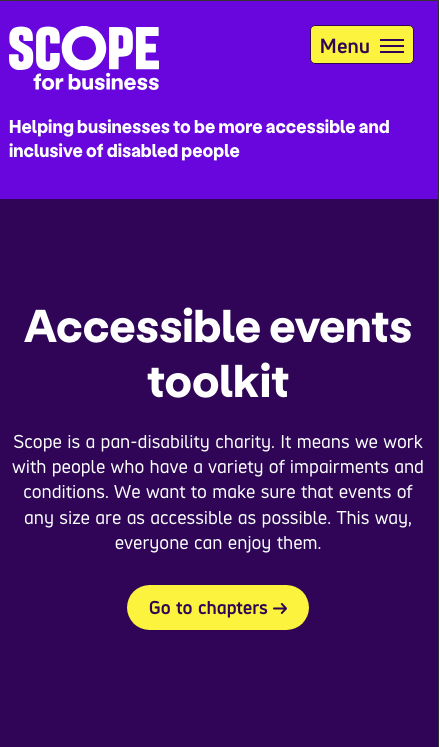 SCOPE
for business
Menu
Helping businesses to be more accessible and
inclusive of disabled people
Accessible events
toolkit
Scope is a pan-disability charity. It means we work
with people who have a variety of impairments and
conditions. We want to make sure that events of
any size are as accessible as possible. This way,
everyone can enjoy them.
Go to chapters →